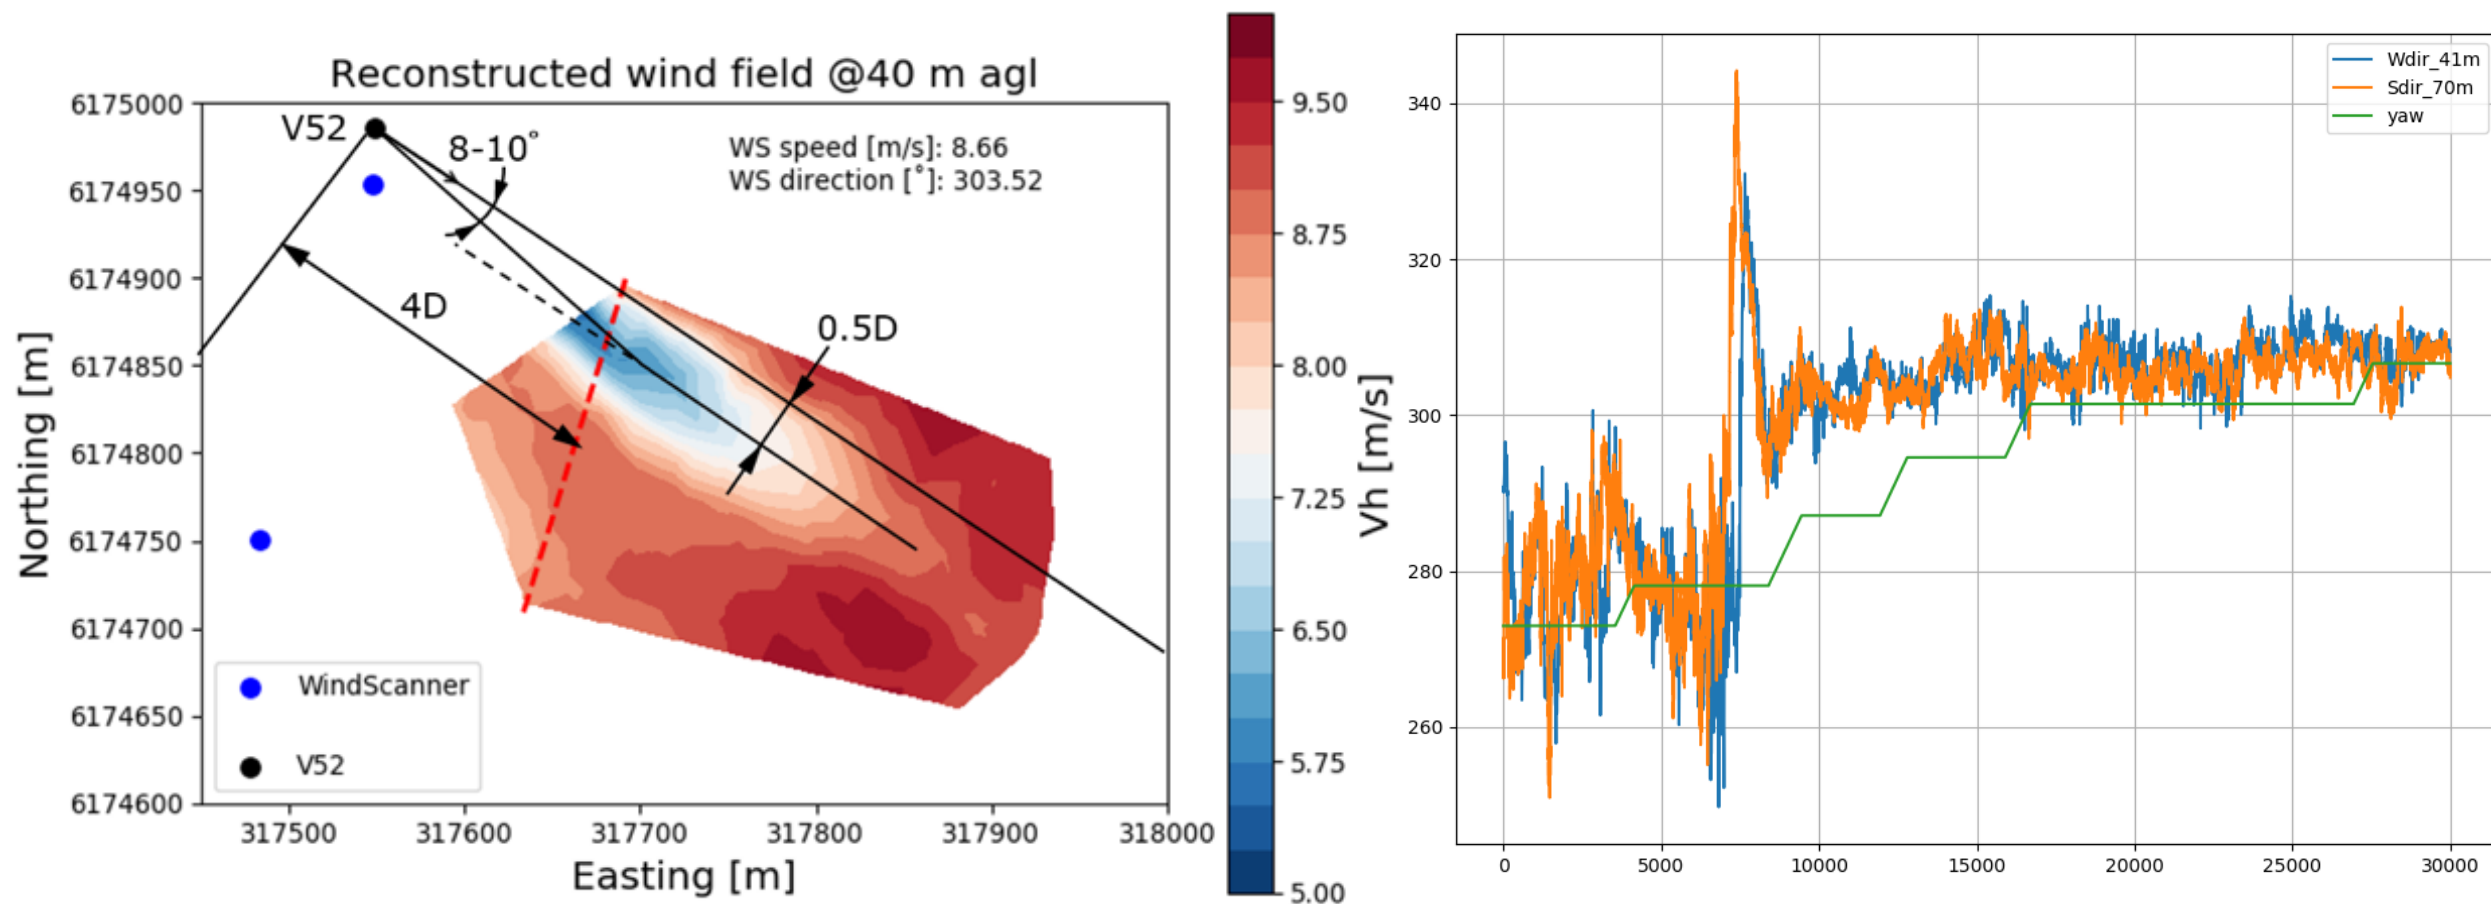 Reconstructed wind field @40 m agl
6175000
6174950
6174900
6174850
6174800
6174750
6174700
6174650
6174600
Northing [m]
V52
8-10°
WS speed [m/s]: 8.66
WS direction [°]: 303.52
4D
0.5D
WindScanner
V52
317500 317600 317700 317800 317900 318000
Easting [m]
9.50
8.75
8.00
7.25
6.50
5.75
5.00
Vh [m/s]
340
320
300
280
260
Wdir_41m
Sdir_70m
yaw
0 5000 10000 15000 20000 25000 30000